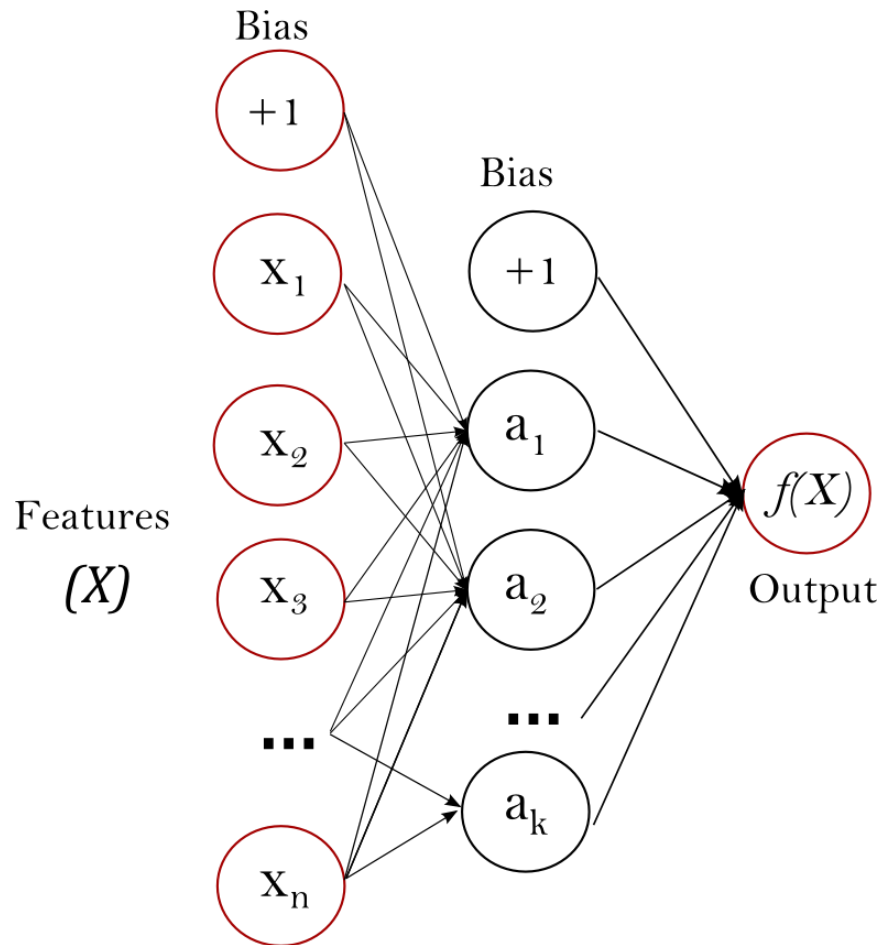 Bias
+1
x₁
x₂
x₃
...
xₙ
Features
(X)
Bias
+1
a₁
a₂
...
aₖ
f(X)
Output